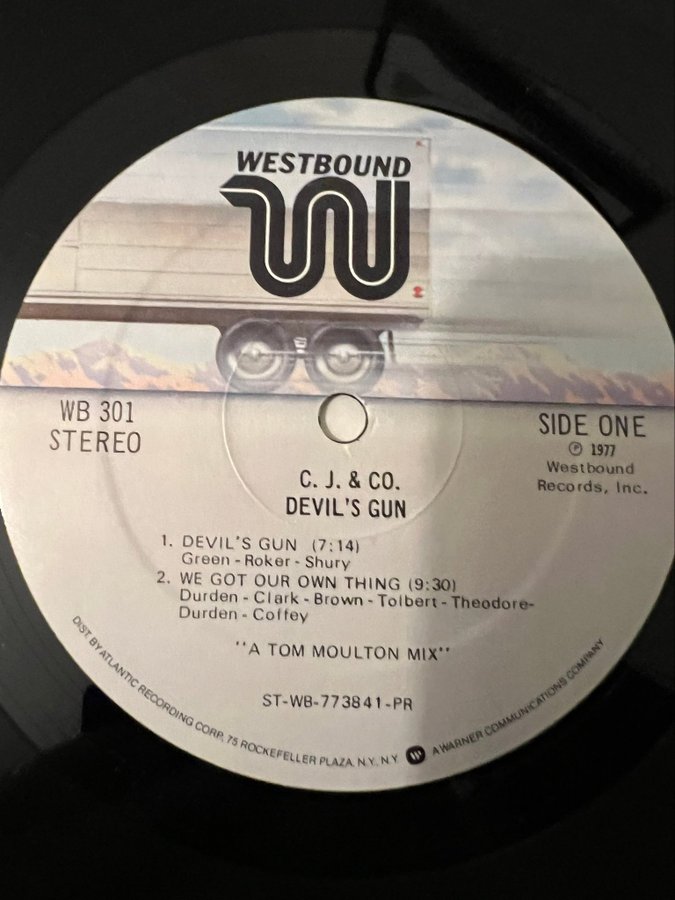 WESTBOUND
W
WB 301
STEREO
SIDE ONE
Ⓟ 1977
Westbound
Records, Inc.
C. J. & CO.
DEVIL'S GUN
1. DEVIL'S GUN (7:14)
Green - Roker - Shury
2. WE GOT OUR OWN THING (9:30)
Durden - Clark - Brown - Tolbert - Theodore-
Durden - Coffey
"A TOM MOULTON MIX"
ST-WB-773841-PR
DIST. BY ATLANTIC RECORDING CORP., 75 ROCKEFELLER PLAZA, N.Y., N.Y. W A WARNER COMMUNICATIONS COMPANY